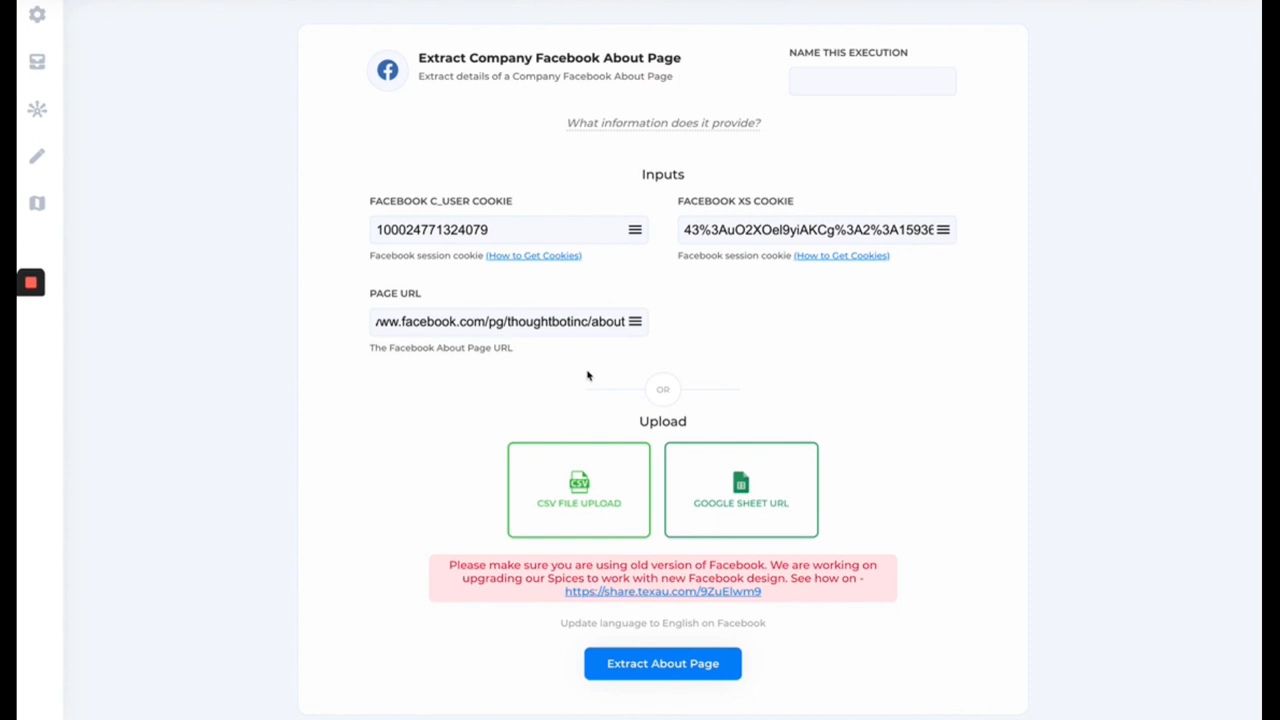 Extract Company Facebook About Page
Extract details of a Company Facebook About Page
NAME THIS EXECUTION
What information does it provide?
Inputs
FACEBOOK C_USER COOKIE
100024771324079
Facebook session cookie (How to Get Cookies)
FACEBOOK XS COOKIE
43%3AuO2XOel9yiAKCg%3A2%3A15936
Facebook session cookie (How to Get Cookies)
PAGE URL
ww.facebook.com/pg/thoughtbotinc/about
The Facebook About Page URL
OR
Upload
CSV
CSV FILE UPLOAD
GOOGLE SHEET URL
Please make sure you are using old version of Facebook. We are working on
upgrading our Spices to work with new Facebook design. See how on -
https://share.texau.com/9ZuElwm9
Update language to English on Facebook
Extract About Page